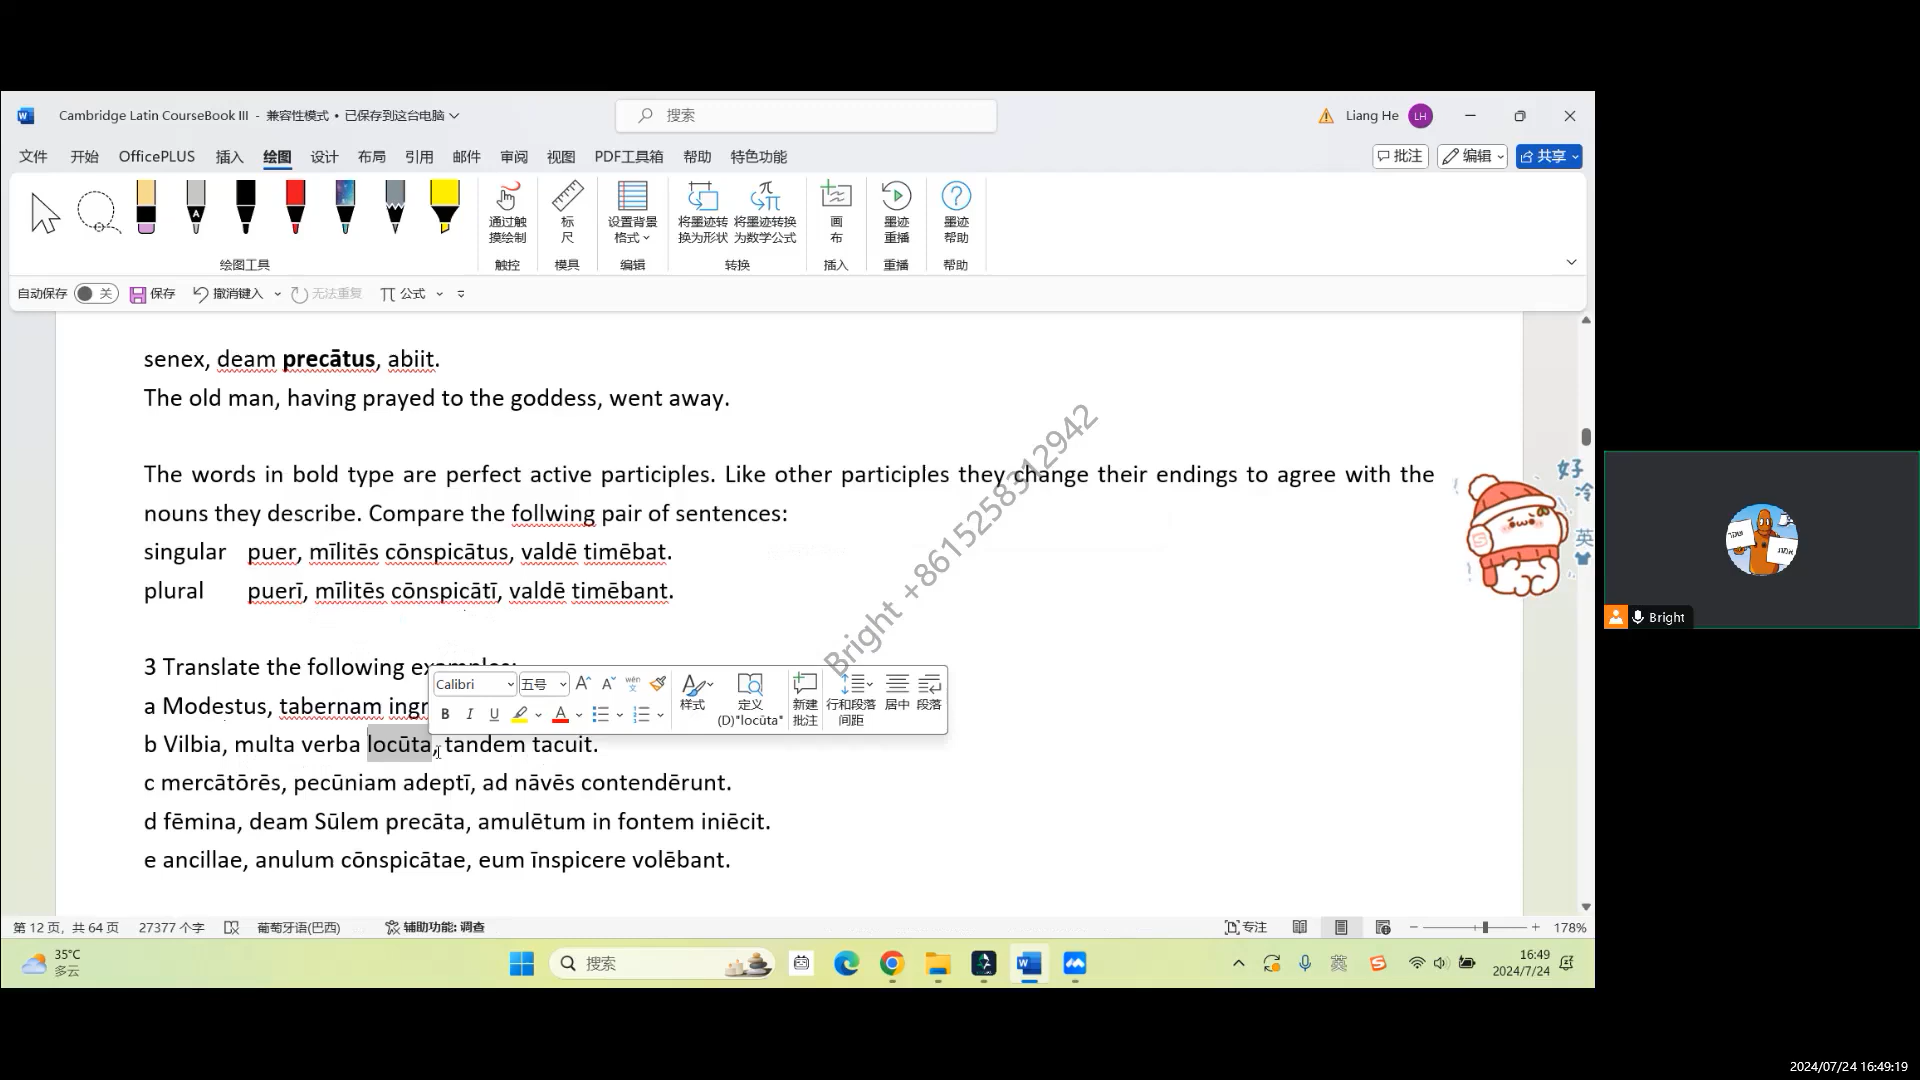 Cambridge Latin CourseBook III - 兼容性模式 • 已保存到这台电脑
搜索
Liang He
LH
文件 开始 OfficePLUS 插入 绘图 设计 布局 引用 邮件 审阅 视图 PDF工具箱 帮助 特色功能
批注 编辑 共享
通过触摸绘制
标尺
设置背景格式
将墨迹转换为形状
将墨迹转换为数学公式
画布
墨迹重播
墨迹帮助
绘图工具 触控 模具 编辑 转换 插入 重播 帮助
自动保存 关 保存 撤消键入 无法重复 公式
senex, deam precātus, abiit.
The old man, having prayed to the goddess, went away.
The words in bold type are perfect active participles. Like other participles they change their endings to agree with the
nouns they describe. Compare the follwing pair of sentences:
singular puer, mīlitēs cōnspicātus, valdē timēbat.
plural puerī, mīlitēs cōnspicātī, valdē timēbant.
3 Translate the following examples:
a Modestus, tabernam ingr
Calibri 五号
B I U A
样式
定义
(D)"locūta"
新建批注
行和段落间距
居中
段落
b Vilbia, multa verba locūta, tandem tacuit.
c mercātōrēs, pecūniam adeptī, ad nāvēs contendērunt.
d fēmina, deam Sūlem precāta, amulētum in fontem iniēcit.
e ancillae, anulum cōnspicātae, eum īnspicere volēbant.
Bright +8615258312942
好冷
英
Bright
第 12 页，共 64 页 27377 个字 葡萄牙语(巴西) 辅助功能: 调查
专注 178%
35°C
多云
搜索
英
16:49
2024/7/24
2024/07/24 16:49:19